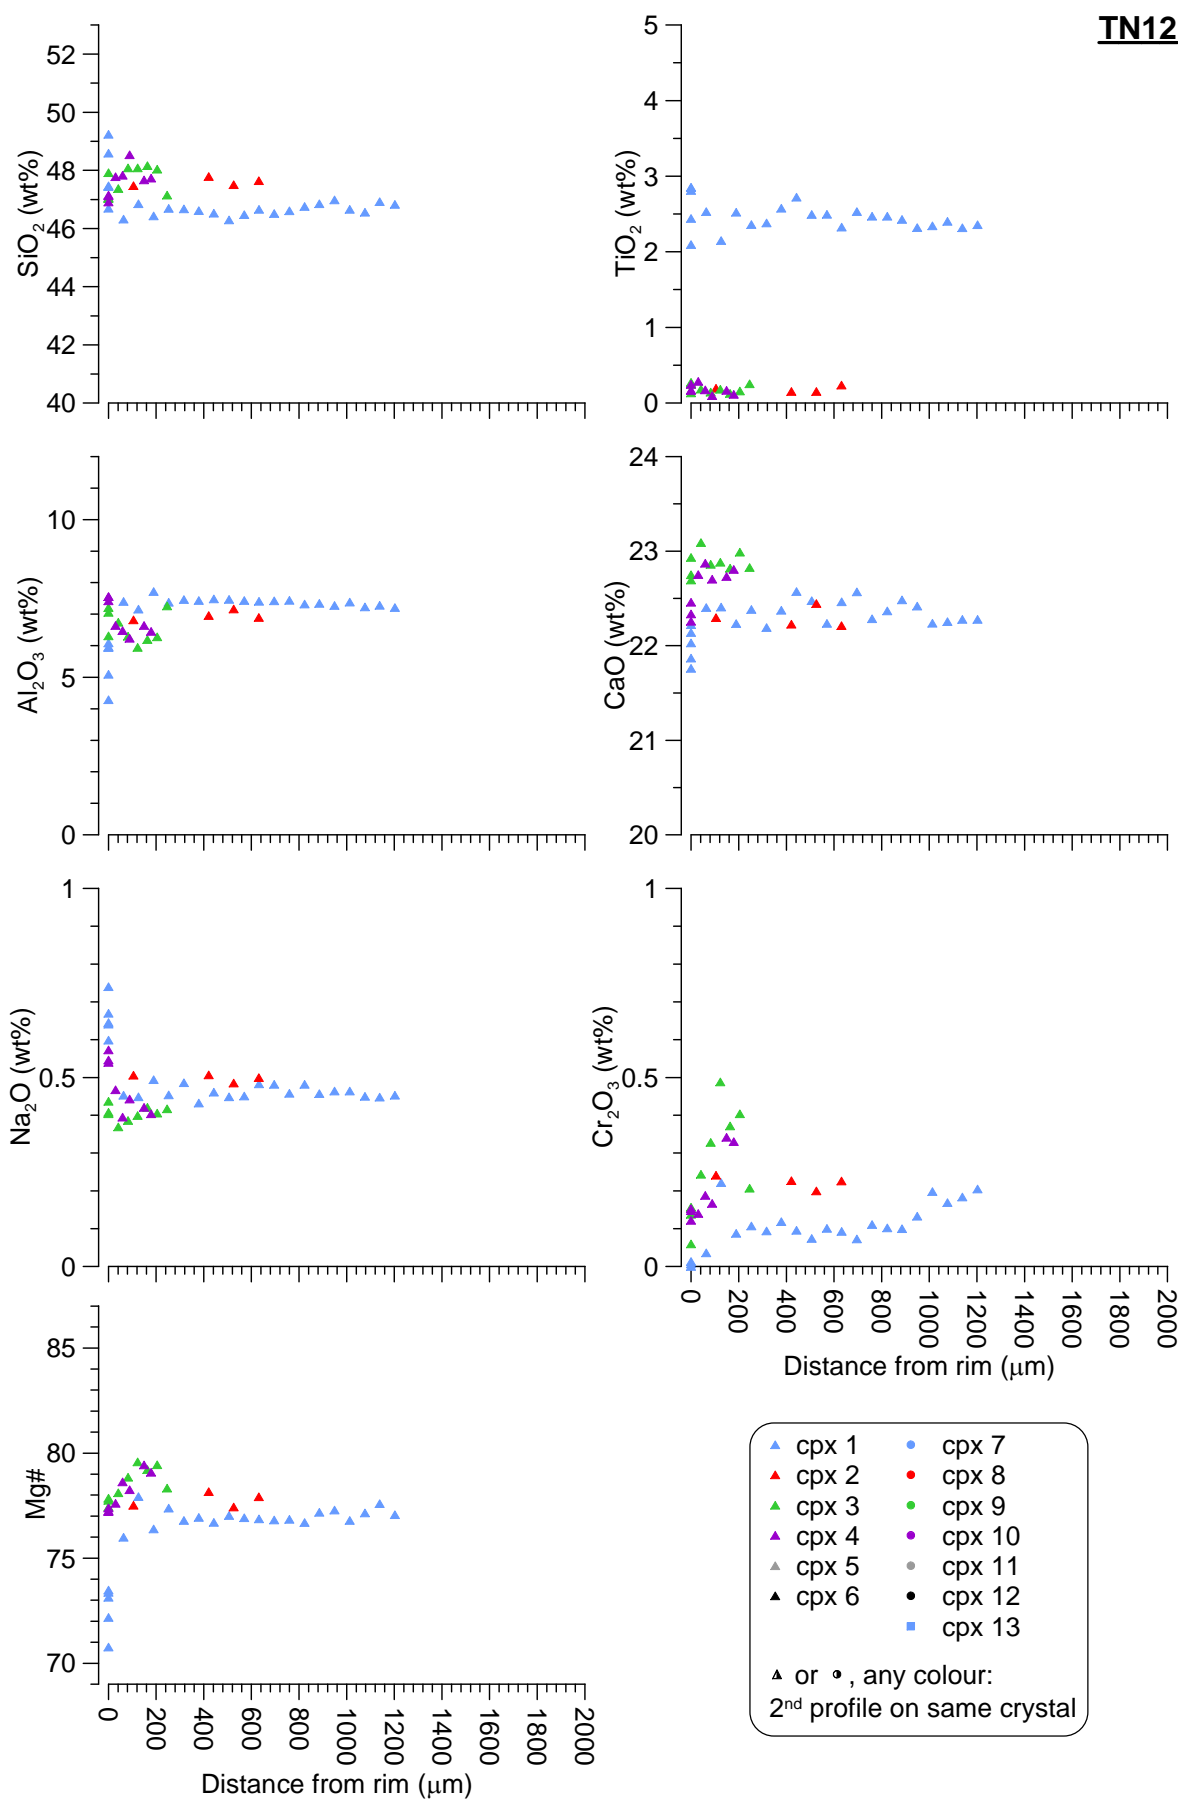 TN12
52
50
48
46
44
42
40
SiO₂ (wt%)
5
4
3
2
1
0
TiO₂ (wt%)
10
5
0
Al₂O₃ (wt%)
24
23
22
21
20
CaO (wt%)
1
0.5
0
Na₂O (wt%)
1
0.5
0
Cr₂O₃ (wt%)
0 200 400 600 800 1000 1200 1400 1600 1800 2000
Distance from rim (μm)
85
80
75
70
Mg#
0 200 400 600 800 1000 1200 1400 1600 1800 2000
Distance from rim (μm)
cpx 1 cpx 7
cpx 2 cpx 8
cpx 3 cpx 9
cpx 4 cpx 10
cpx 5 cpx 11
cpx 6 cpx 12
cpx 13
or , any colour:
2ⁿᵈ profile on same crystal